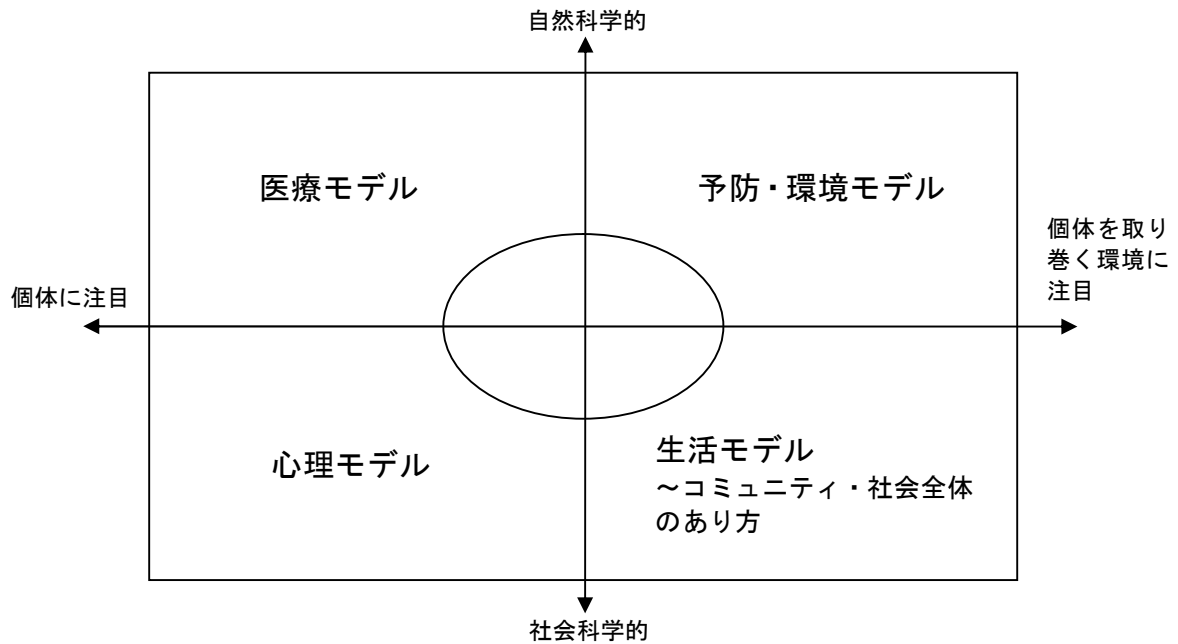 自然科学的
医療モデル
予防・環境モデル
個体を取り
巻く環境に
注目
個体に注目
心理モデル
生活モデル
～コミュニティ・社会全体
のあり方
社会科学的